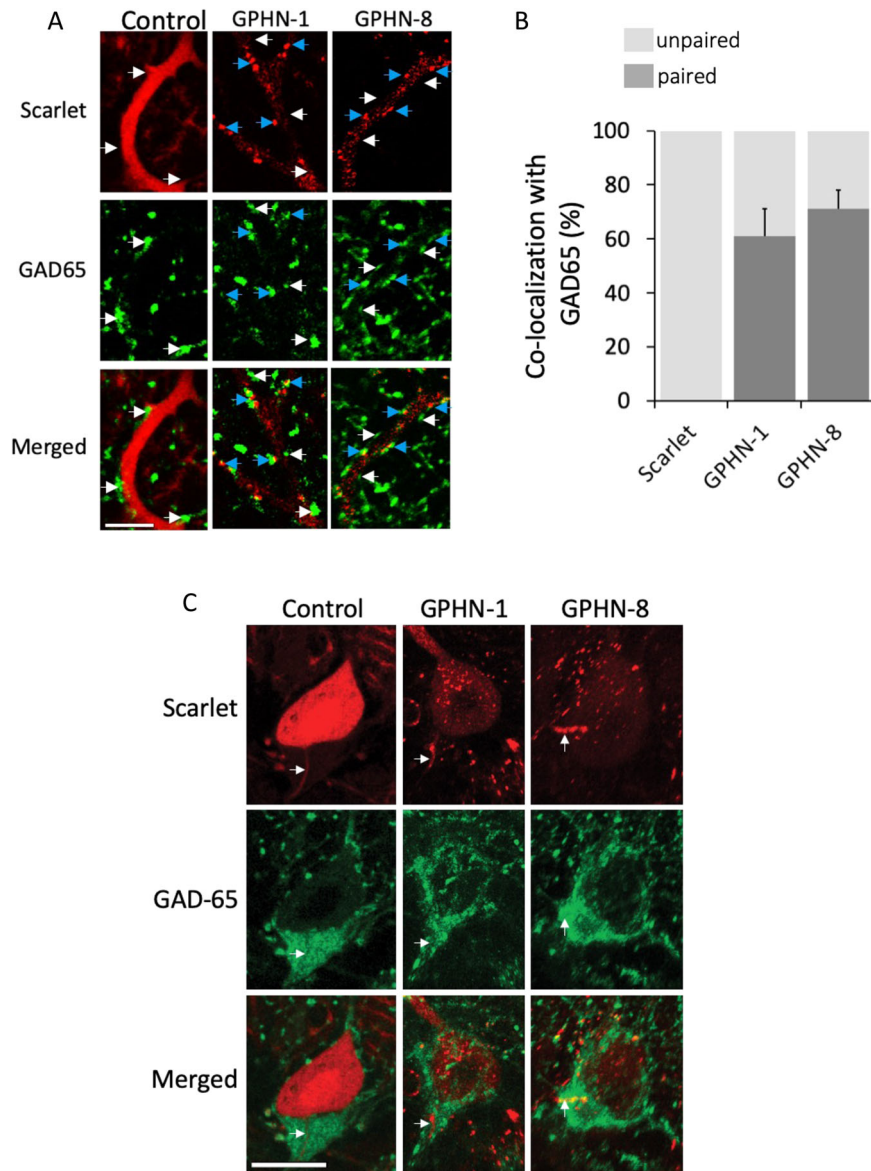 A
Control GPHN-1 GPHN-8
Scarlet
GAD65
Merged
B
unpaired
paired
Co-localization with
GAD65 (%)
100
80
60
40
20
0
Scarlet
GPHN-1
GPHN-8
C
Control GPHN-1 GPHN-8
Scarlet
GAD-65
Merged